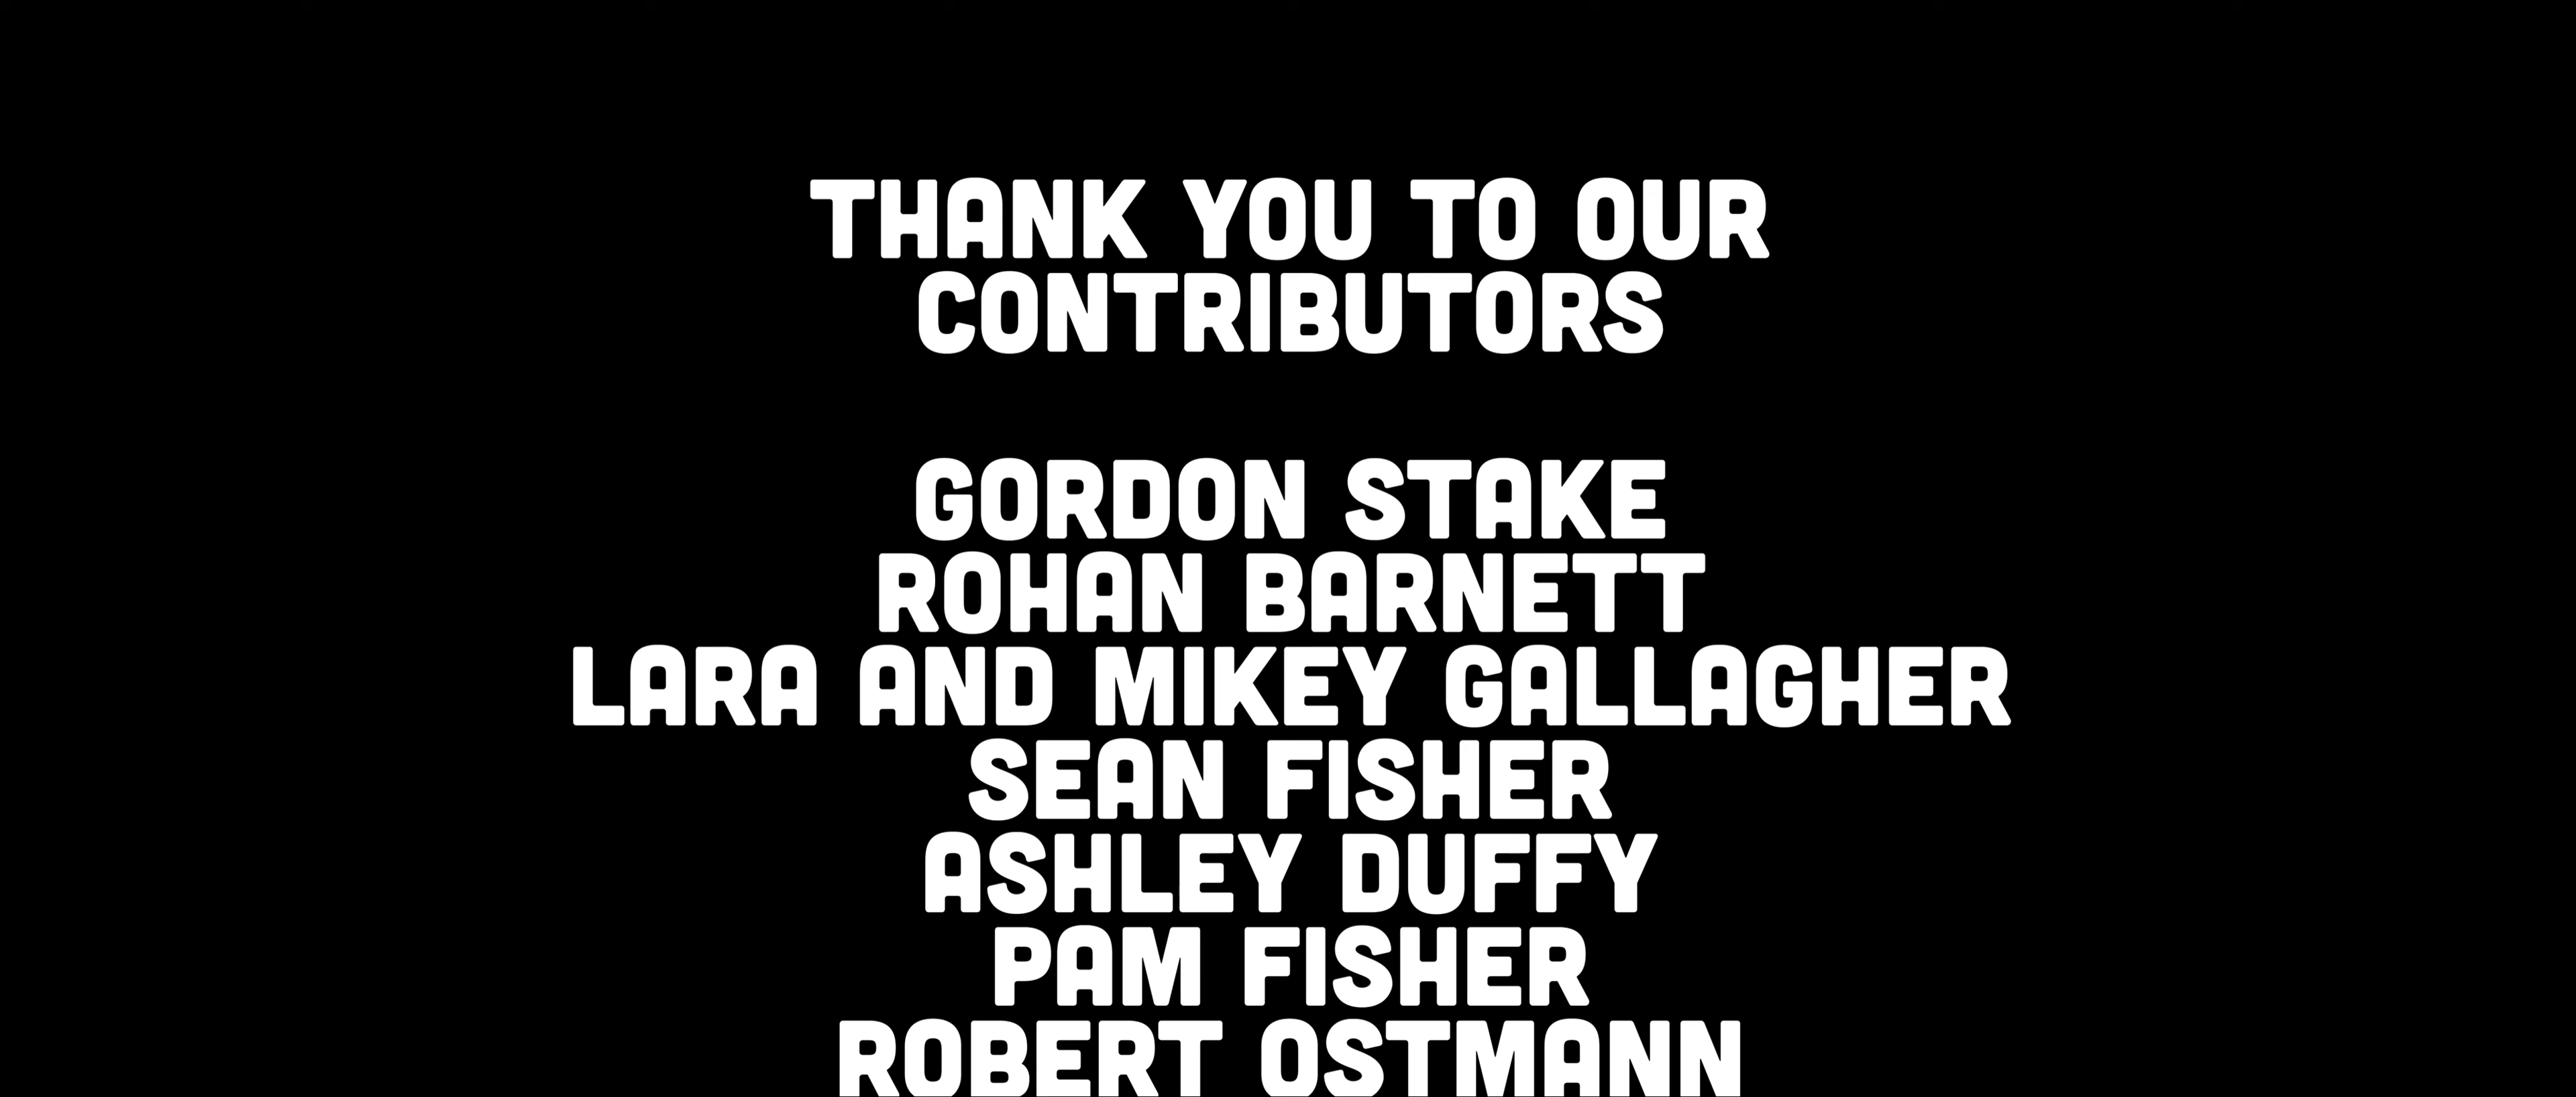 THANK YOU TO OUR
CONTRIBUTORS
GORDON STAKE
ROHAN BARNETT
LARA AND MIKEY GALLAGHER
SEAN FISHER
ASHLEY DUFFY
PAM FISHER
ROBERT OSTMANN